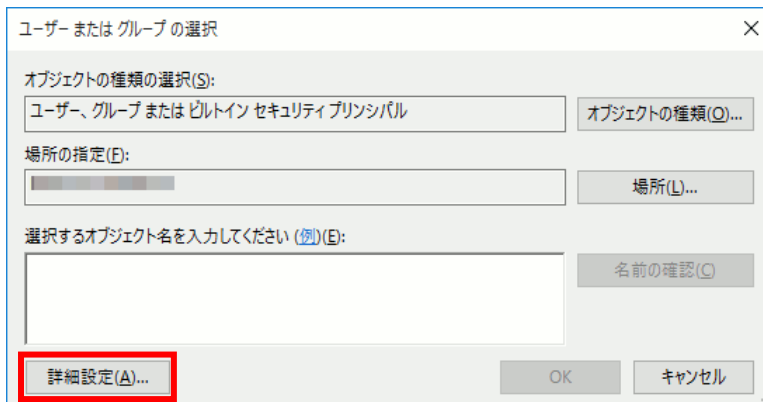 ユーザー または グループ の選択
オブジェクトの種類の選択(S):
ユーザー、グループ または ビルトイン セキュリティ プリンシパル
オブジェクトの種類(O)...
場所の指定(F):
場所(L)...
選択するオブジェクト名を入力してください (例)(E):
名前の確認(C)
詳細設定(A)...
OK
キャンセル